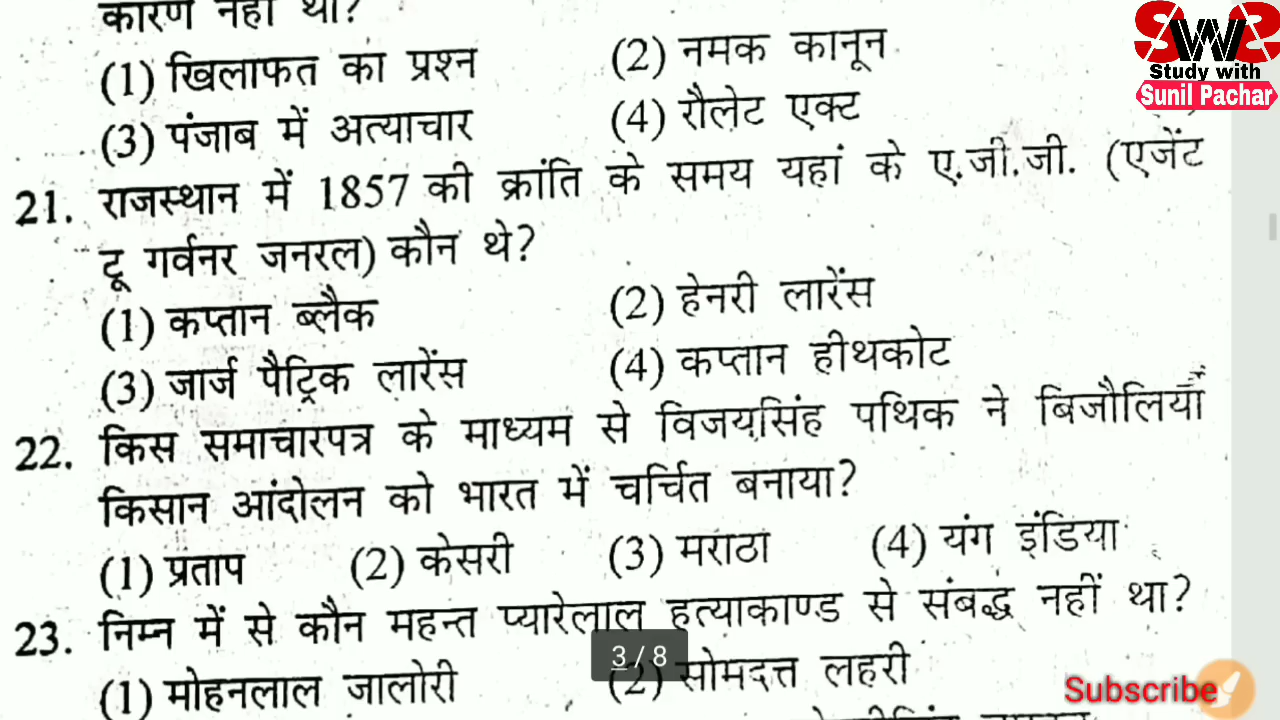 कारण नहीं था?
(1) खिलाफत का प्रश्न (2) नमक कानून
(3) पंजाब में अत्याचार (4) रौलेट एक्ट
21. राजस्थान में 1857 की क्रांति के समय यहां के ए.जी.जी. (एजेंट
टू गर्वनर जनरल) कौन थे?
(1) कप्तान ब्लैक (2) हेनरी लारेंस
(3) जार्ज पैट्रिक लारेंस (4) कप्तान हीथकोट
22. किस समाचारपत्र के माध्यम से विजयसिंह पथिक ने बिजौलियाँ
किसान आंदोलन को भारत में चर्चित बनाया?
(1) प्रताप (2) केसरी (3) मराठा (4) यंग इंडिया
23. निम्न में से कौन महन्त प्यारेलाल हत्याकाण्ड से संबद्ध नहीं था?
(1) मोहनलाल जालोरी (2) सोमदत्त लहरी
3 / 8
SWS
Study with
Sunil Pachar
Subscribe